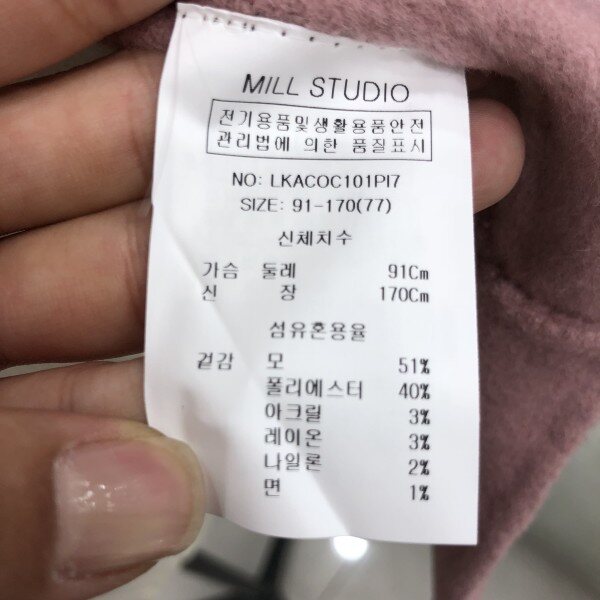 MILL STUDIO
전기용품및생활용품안전
관리법에 의한 품질표시
NO: LKACOC101PI7
SIZE: 91-170(77)
신체치수
가슴 둘레 91Cm
신 장 170Cm
섬유혼용율
겉감 모 51%
폴리에스터 40%
아크릴 3%
레이온 3%
나일론 2%
면 1%